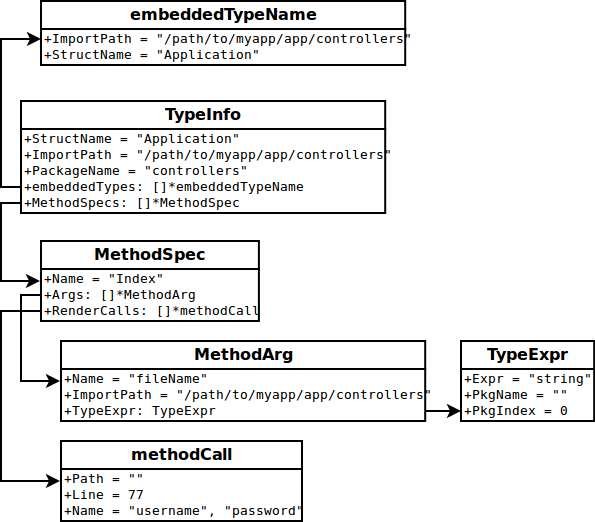 embeddedTypeName
+ImportPath = "/path/to/myapp/app/controllers"
+StructName = "Application"
TypeInfo
+StructName = "Application"
+ImportPath = "/path/to/myapp/app/controllers"
+PackageName = "controllers"
+embeddedTypes: []*embeddedTypeName
+MethodSpecs: []*MethodSpec
MethodSpec
+Name = "Index"
+Args: []*MethodArg
+RenderCalls: []*methodCall
MethodArg
+Name = "fileName"
+ImportPath = "/path/to/myapp/app/controllers"
+TypeExpr: TypeExpr
TypeExpr
+Expr = "string"
+PkgName = ""
+PkgIndex = 0
methodCall
+Path = ""
+Line = 77
+Name = "username", "password"